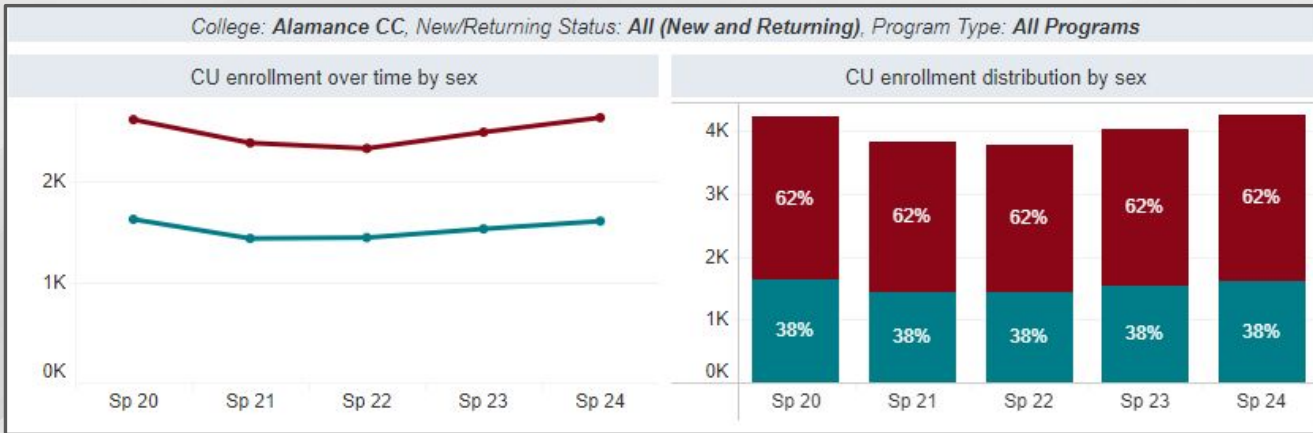 College: Alamance CC, New/Returning Status: All (New and Returning), Program Type: All Programs
CU enrollment over time by sex
2K
1K
0K
Sp 20 Sp 21 Sp 22 Sp 23 Sp 24
CU enrollment distribution by sex
4K
3K
2K
1K
0K
62% 62% 62% 62% 62%
38% 38% 38% 38% 38%
Sp 20 Sp 21 Sp 22 Sp 23 Sp 24